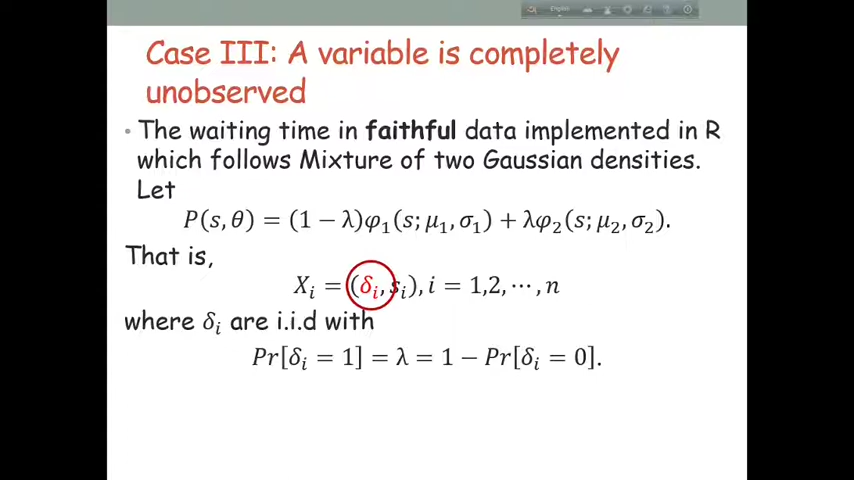 English
Case III: A variable is completely
unobserved
• The waiting time in faithful data implemented in R
which follows Mixture of two Gaussian densities.
Let
P(s, θ) = (1 − λ)φ₁(s; μ₁, σ₁) + λφ₂(s; μ₂, σ₂).
That is,
Xᵢ = (δᵢ, sᵢ), i = 1,2, ⋯, n
where δᵢ are i.i.d with
Pr[δᵢ = 1] = λ = 1 − Pr[δᵢ = 0].